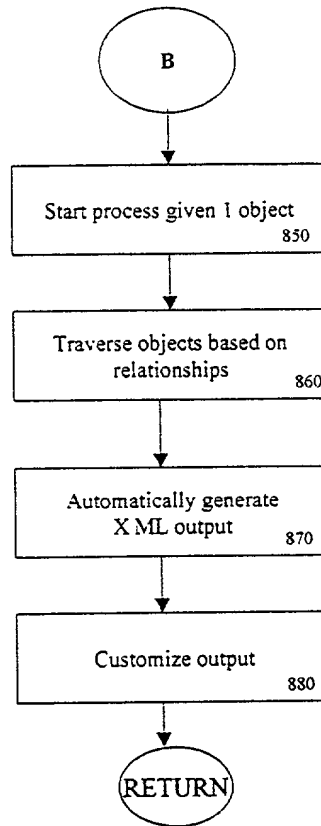 B
Start process given 1 object
850
Traverse objects based on
relationships
860
Automatically generate
X ML output
870
Customize output
880
RETURN